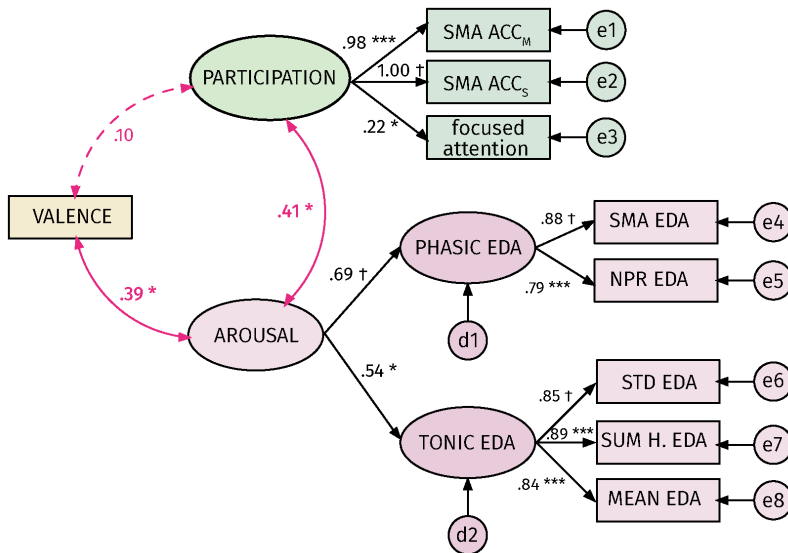 .98 ***
SMA ACC_M
e1
PARTICIPATION
1.00 †
SMA ACC_S
e2
.22 *
focused
attention
e3
.10
VALENCE
.41 *
.39 *
AROUSAL
.69 †
PHASIC EDA
.88 †
SMA EDA
e4
.79 ***
NPR EDA
e5
d1
.54 *
TONIC EDA
.85 †
STD EDA
e6
.89 ***
SUM H. EDA
e7
.84 ***
MEAN EDA
e8
d2